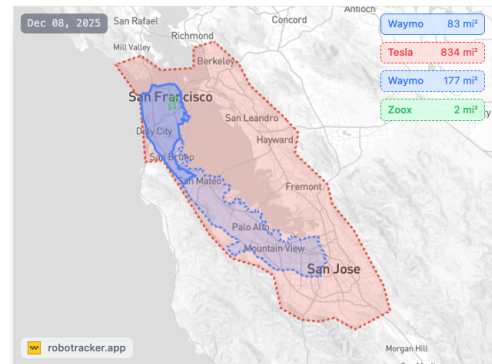 Dec 08, 2025
San Rafael
Mill Valley
Richmond
Concord
Antioch
Berkeley
San Francisco
Daly City
San Bruno
San Leandro
Hayward
San Mateo
Fremont
Palo Alto
Mountain View
San Jose
Morgan Hill
Waymo 83 mi²
Tesla 834 mi²
Waymo 177 mi²
Zoox 2 mi²
robotracker.app